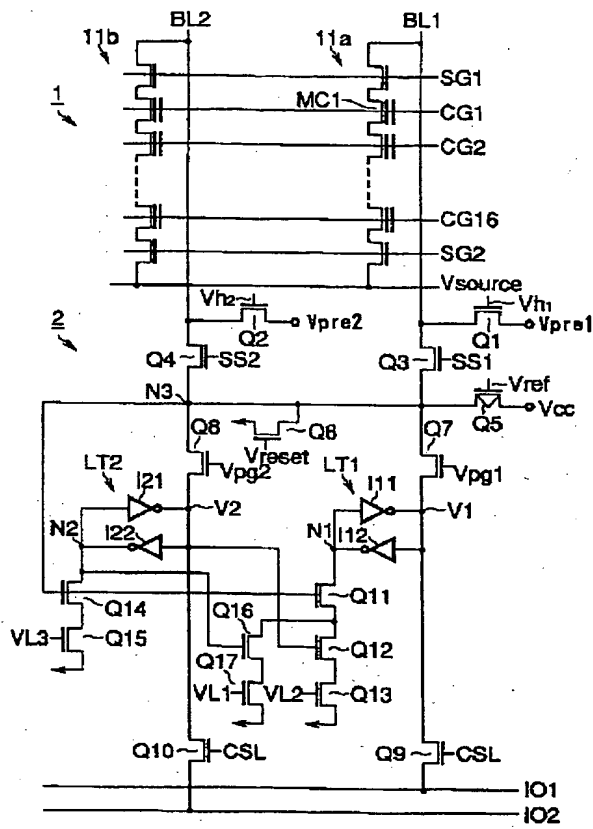 BL2 BL1
11b 11a
SG1
1 MC1 CG1
CG2
CG16
SG2
Vsource
Vh2 Vh1
Vpre2 Vpre1
2 Q2 Q1
Q4 SS2 Q3 SS1
N3 Vref
Q8 Q6 Q5 Vcc
Vreset Q7
LT2 Vpg2 LT1 Vpg1
I21 I11
V2 V1
N2 I22 N1 I12
Q14 Q16 Q11
VL3 Q15 Q12
Q17
VL1 VL2 Q13
Q10 CSL Q9 CSL
IO1
IO2